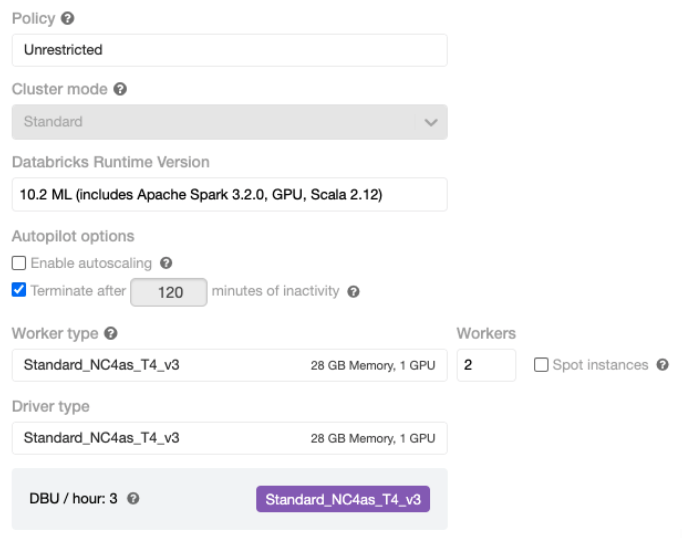 Policy
Unrestricted
Cluster mode
Standard
Databricks Runtime Version
10.2 ML (includes Apache Spark 3.2.0, GPU, Scala 2.12)
Autopilot options
Enable autoscaling
Terminate after 120 minutes of inactivity
Worker type Workers
Standard_NC4as_T4_v3 28 GB Memory, 1 GPU 2 Spot instances
Driver type
Standard_NC4as_T4_v3 28 GB Memory, 1 GPU
DBU / hour: 3 Standard_NC4as_T4_v3